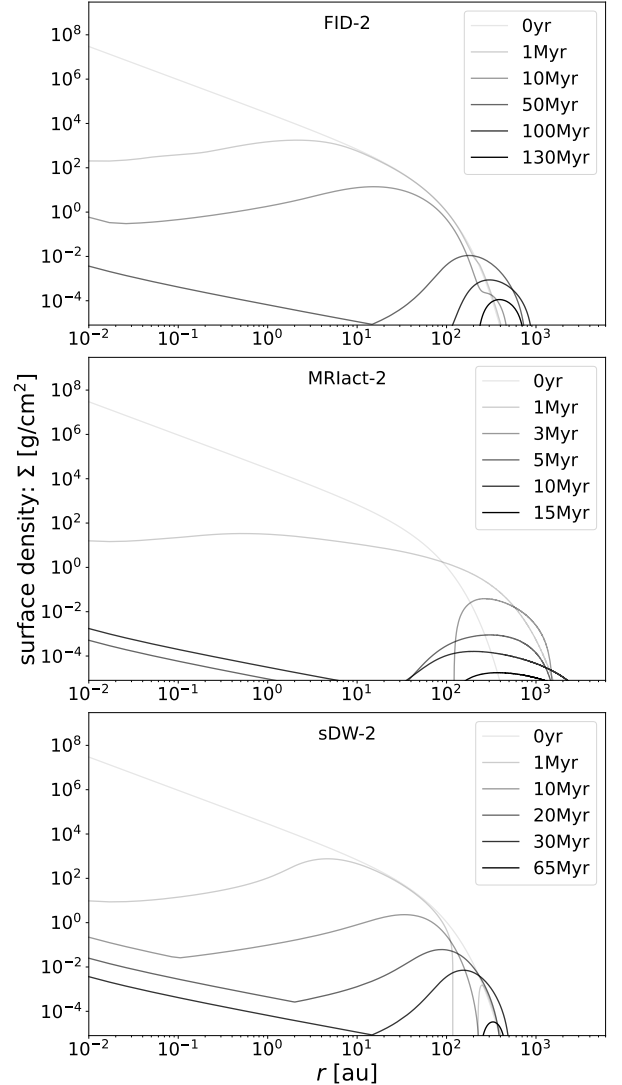 FID-2
0yr
1Myr
10Myr
50Myr
100Myr
130Myr
10^8
10^6
10^4
10^2
10^0
10^-2
10^-4
10^-2 10^-1 10^0 10^1 10^2 10^3
MRIact-2
0yr
1Myr
3Myr
5Myr
10Myr
15Myr
10^8
10^6
10^4
10^2
10^0
10^-2
10^-4
10^-2 10^-1 10^0 10^1 10^2 10^3
surface density: Σ [g/cm^2]
sDW-2
0yr
1Myr
10Myr
20Myr
30Myr
65Myr
10^8
10^6
10^4
10^2
10^0
10^-2
10^-4
10^-2 10^-1 10^0 10^1 10^2 10^3
r [au]